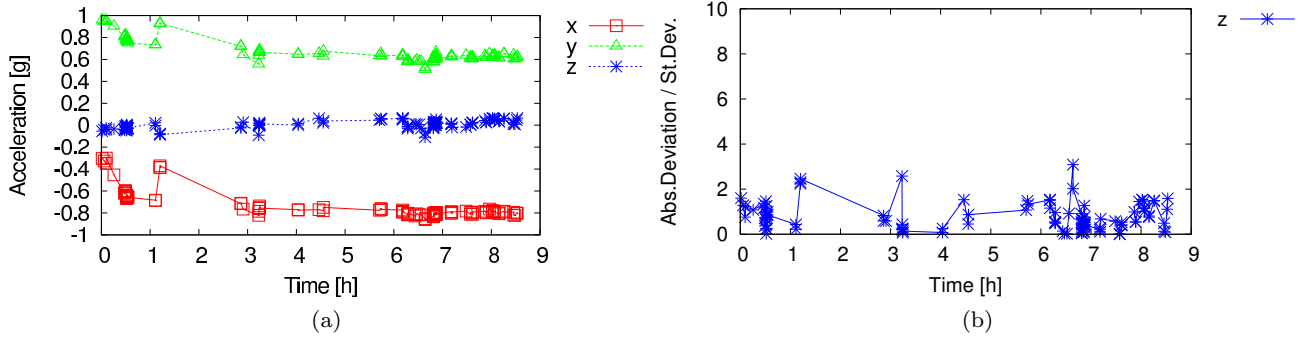 Acceleration [g]
1
0.8
0.6
0.4
0.2
0
-0.2
-0.4
-0.6
-0.8
-1
0 1 2 3 4 5 6 7 8 9
Time [h]
x
y
z
(a)
Abs.Deviation / St.Dev.
10
8
6
4
2
0
0 1 2 3 4 5 6 7 8 9
Time [h]
z
(b)